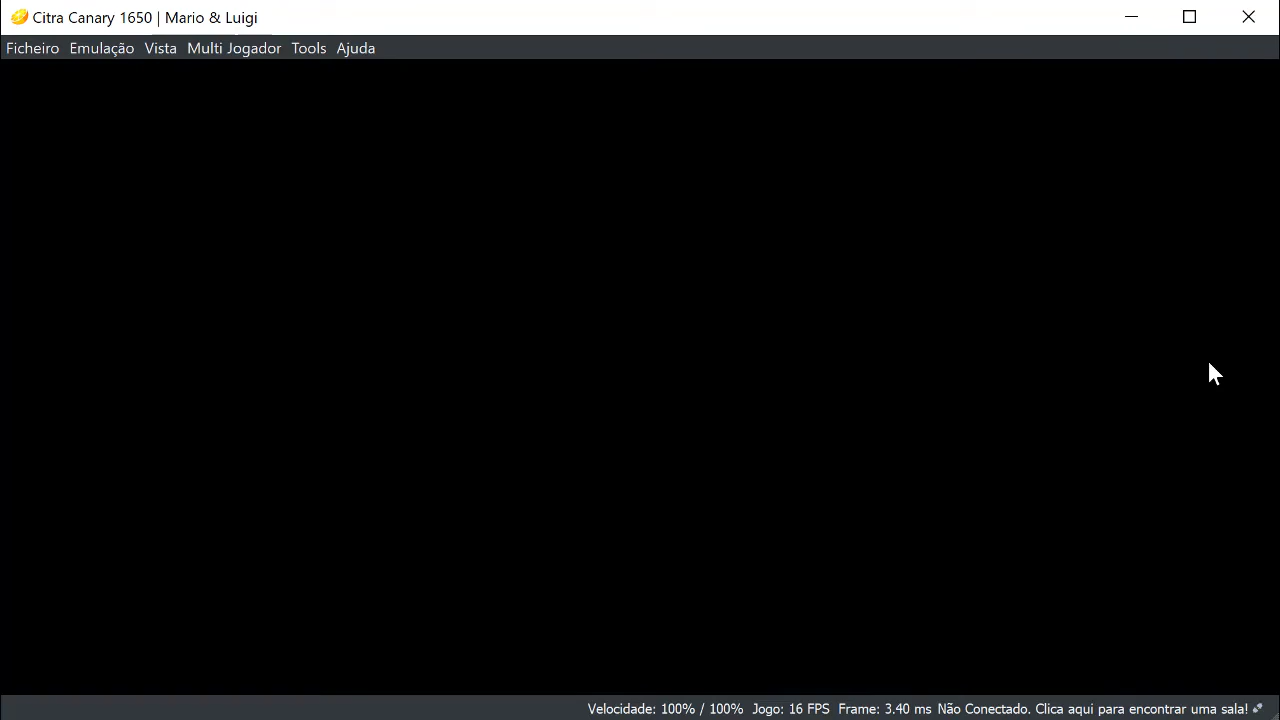 Citra Canary 1650 | Mario & Luigi
Ficheiro Emulação Vista Multi Jogador Tools Ajuda
Velocidade: 100% / 100% Jogo: 16 FPS Frame: 3.40 ms Não Conectado. Clica aqui para encontrar uma sala!